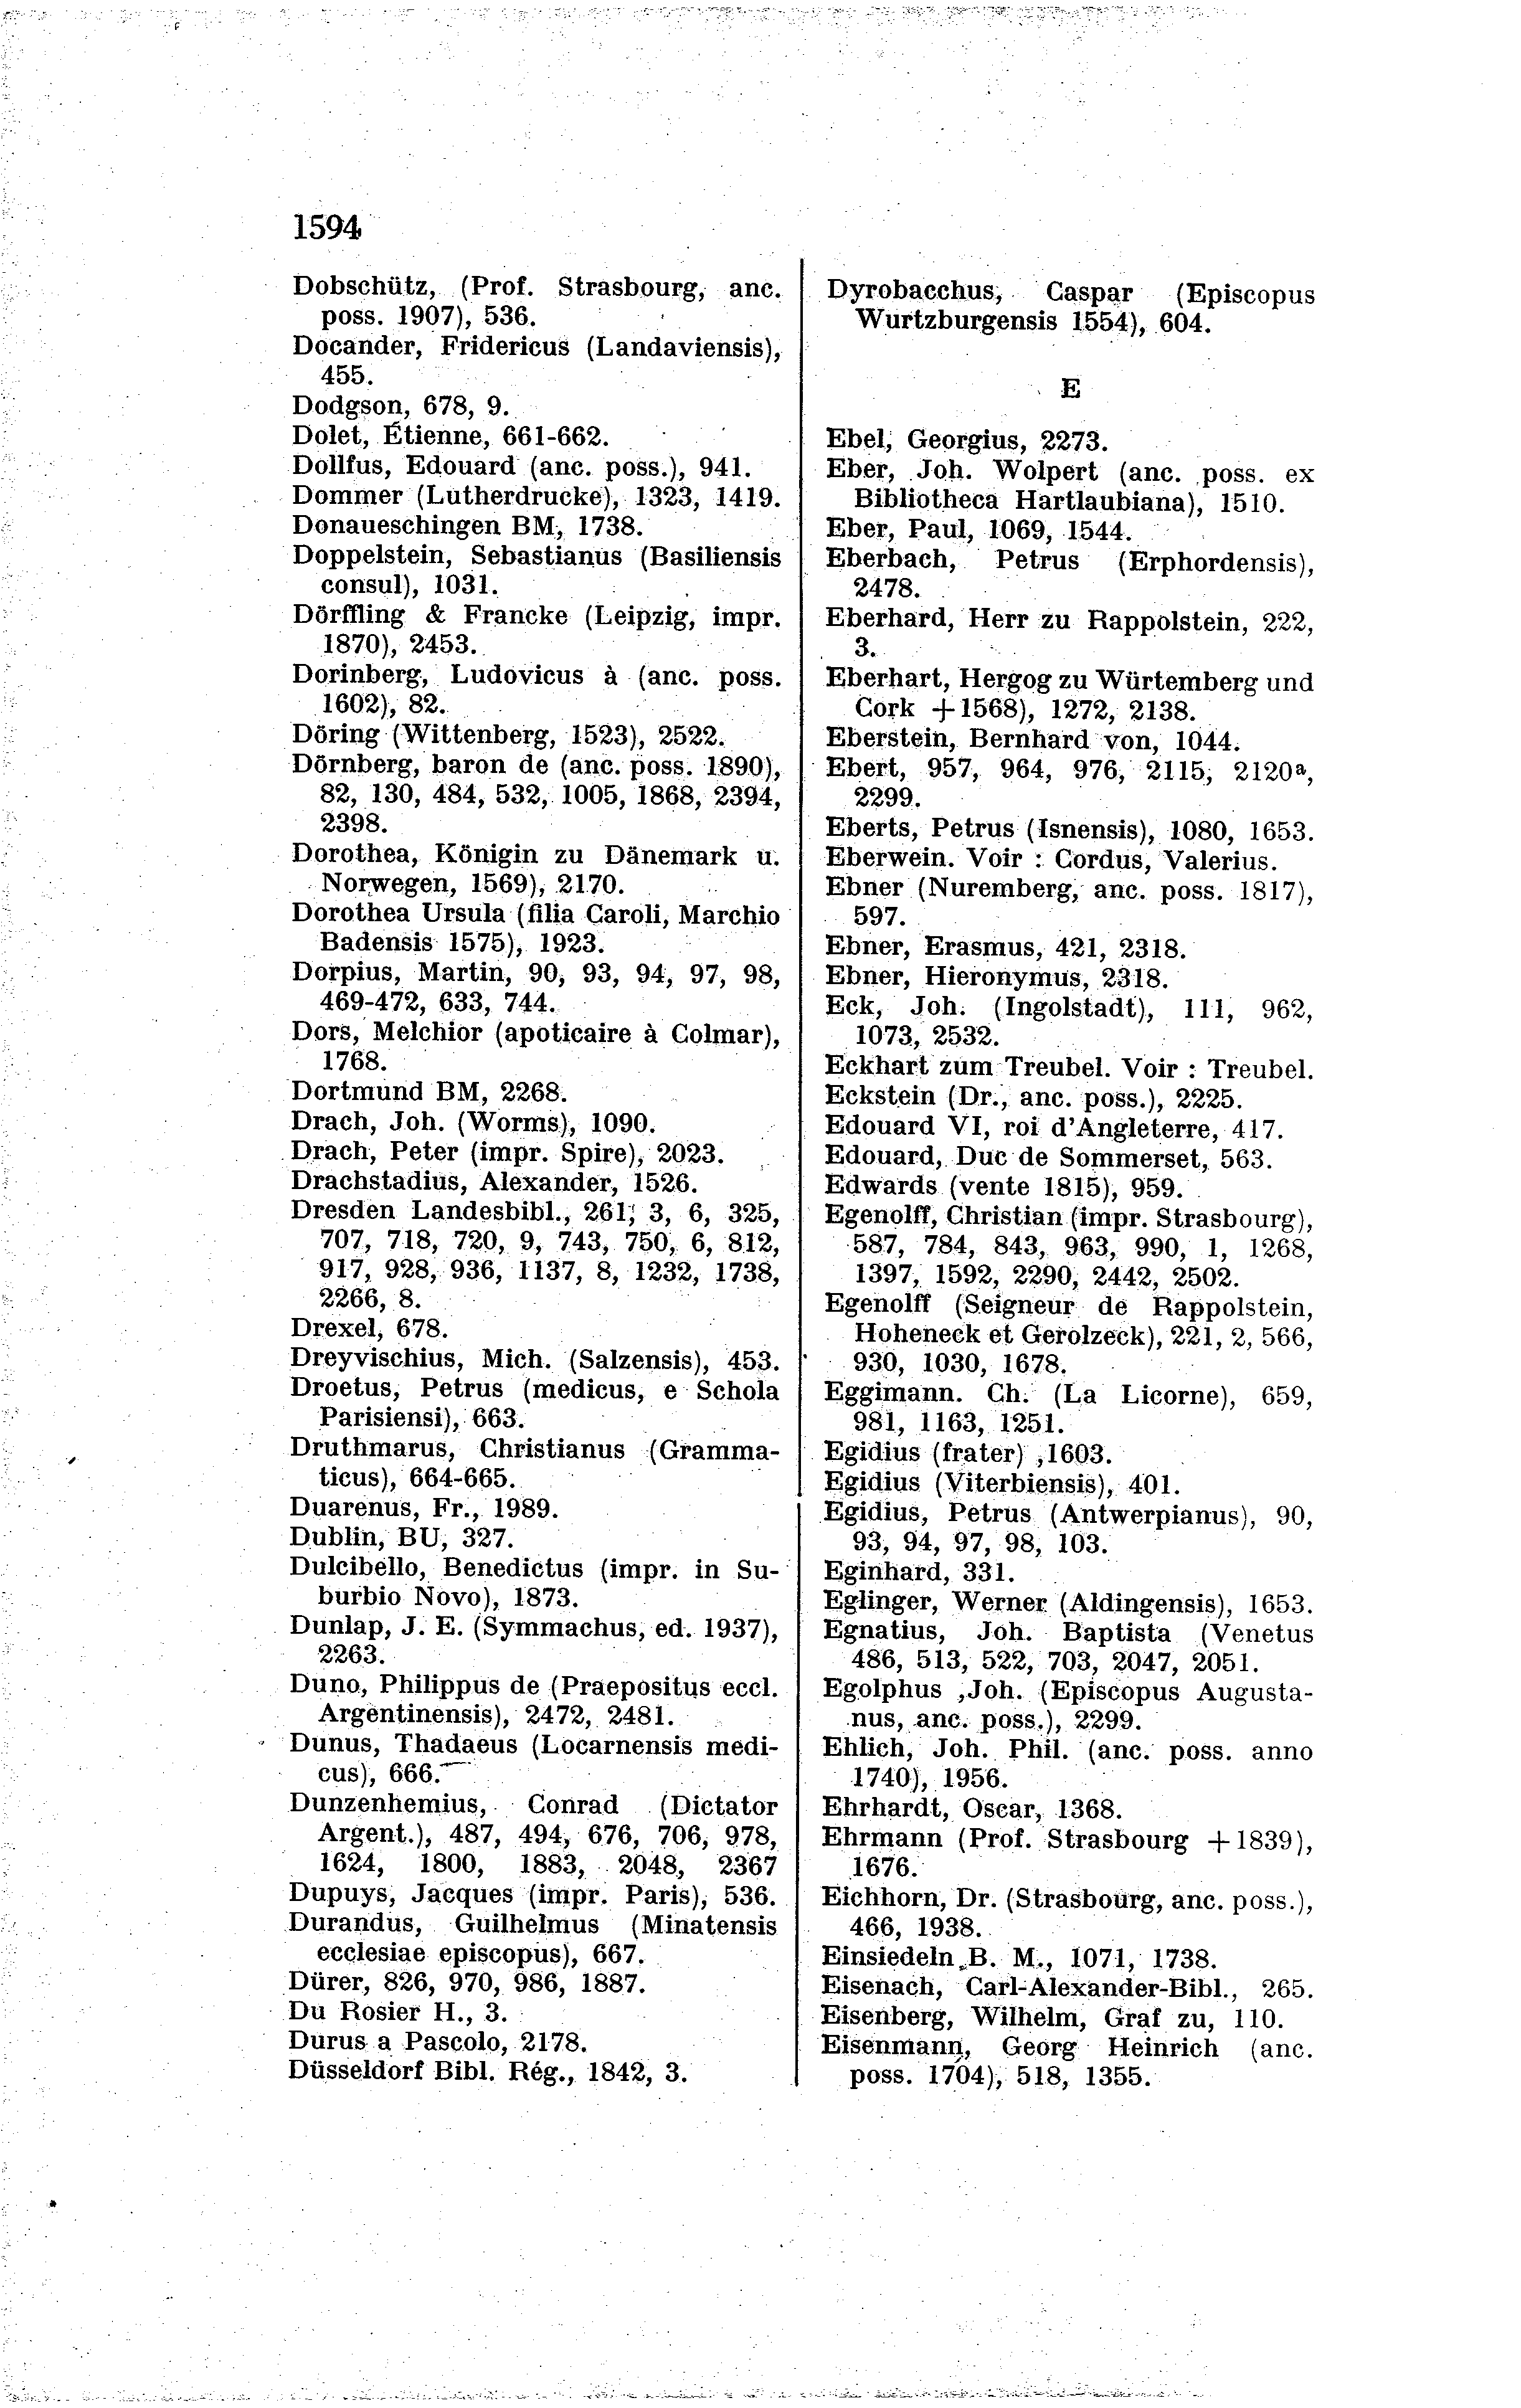 1594
Dobschütz, (Prof. Strasbourg, anc.
poss. 1907), 536.
Docander, Fridericus (Landaviensis),
455.
Dodgson, 678, 9.
Dolet, Étienne, 661-662.
Dollfus, Edouard (anc. poss.), 941.
Dommer (Lutherdrucke), 1323, 1419.
Donaueschingen BM, 1738.
Doppelstein, Sebastianus (Basiliensis
consul), 1031.
Dörffling & Francke (Leipzig, impr.
1870), 2453.
Dorinberg, Ludovicus à (anc. poss.
1602), 82.
Döring (Wittenberg, 1523), 2522.
Dörnberg, baron de (anc. poss. 1890),
82, 130, 484, 532, 1005, 1868, 2394,
2398.
Dorothea, Königin zu Dänemark u.
Norwegen, 1569), 2170.
Dorothea Ursula (filia Caroli, Marchio
Badensis 1575), 1923.
Dorpius, Martin, 90, 93, 94, 97, 98,
469-472, 633, 744.
Dors, Melchior (apoticaire à Colmar),
1768.
Dortmund BM, 2268.
Drach, Joh. (Worms), 1090.
Drach, Peter (impr. Spire), 2023.
Drachstadius, Alexander, 1526.
Dresden Landesbibl., 261, 3, 6, 325,
707, 718, 720, 9, 743, 750, 6, 812,
917, 928, 936, 1137, 8, 1232, 1738,
2266, 8.
Drexel, 678.
Dreyvischius, Mich. (Salzensis), 453.
Droetus, Petrus (medicus, e Schola
Parisiensi), 663.
Druthmarus, Christianus (Gramma-
ticus), 664-665.
Duarenus, Fr., 1989.
Dublin, BU, 327.
Dulcibello, Benedictus (impr. in Su-
burbio Novo), 1873.
Dunlap, J. E. (Symmachus, ed. 1937),
2263.
Duno, Philippus de (Praepositus eccl.
Argentinensis), 2472, 2481.
Dunus, Thadaeus (Locarnensis medi-
cus), 666.
Dunzenhemius, Conrad (Dictator
Argent.), 487, 494, 676, 706, 978,
1624, 1800, 1883, 2048, 2367
Dupuys, Jacques (impr. Paris), 536.
Durandus, Guilhelmus (Minatensis
ecclesiae episcopus), 667.
Dürer, 826, 970, 986, 1887.
Du Rosier H., 3.
Durus a Pascolo, 2178.
Düsseldorf Bibl. Rég., 1842, 3.
Dyrobacchus, Caspar (Episcopus
Wurtzburgensis 1554), 604.
E
Ebel, Georgius, 2273.
Eber, Joh. Wolpert (anc. poss. ex
Bibliotheca Hartlaubiana), 1510.
Eber, Paul, 1069, 1544.
Eberbach, Petrus (Erphordensis),
2478.
Eberhard, Herr zu Rappolstein, 222,
3.
Eberhart, Hergog zu Würtemberg und
Cork +1568), 1272, 2138.
Eberstein, Bernhard von, 1044.
Ebert, 957, 964, 976, 2115, 2120ª,
2299.
Eberts, Petrus (Isnensis), 1080, 1653.
Eberwein. Voir : Cordus, Valerius.
Ebner (Nuremberg, anc. poss. 1817),
597.
Ebner, Erasmus, 421, 2318.
Ebner, Hieronymus, 2318.
Eck, Joh. (Ingolstadt), 111, 962,
1073, 2532.
Eckhart zum Treubel. Voir : Treubel.
Eckstein (Dr., anc. poss.), 2225.
Edouard VI, roi d'Angleterre, 417.
Edouard, Duc de Sommerset, 563.
Edwards (vente 1815), 959.
Egenolff, Christian (impr. Strasbourg),
587, 784, 843, 963, 990, 1, 1268,
1397, 1592, 2290, 2442, 2502.
Egenolff (Seigneur de Rappolstein,
Hoheneck et Gerolzeck), 221, 2, 566,
930, 1030, 1678.
Eggimann. Ch. (La Licorne), 659,
981, 1163, 1251.
Egidius (frater) ,1603.
Egidius (Viterbiensis), 401.
Egidius, Petrus (Antwerpianus), 90,
93, 94, 97, 98, 103.
Eginhard, 331.
Eglinger, Werner (Aldingensis), 1653.
Egnatius, Joh. Baptista (Venetus
486, 513, 522, 703, 2047, 2051.
Egolphus ,Joh. (Episcopus Augusta-
nus, anc. poss.), 2299.
Ehlich, Joh. Phil. (anc. poss. anno
1740), 1956.
Ehrhardt, Oscar, 1368.
Ehrmann (Prof. Strasbourg +1839),
1676.
Eichhorn, Dr. (Strasbourg, anc. poss.),
466, 1938.
Einsiedeln B. M., 1071, 1738.
Eisenach, Carl-Alexander-Bibl., 265.
Eisenberg, Wilhelm, Graf zu, 110.
Eisenmann, Georg Heinrich (anc.
poss. 1704), 518, 1355.